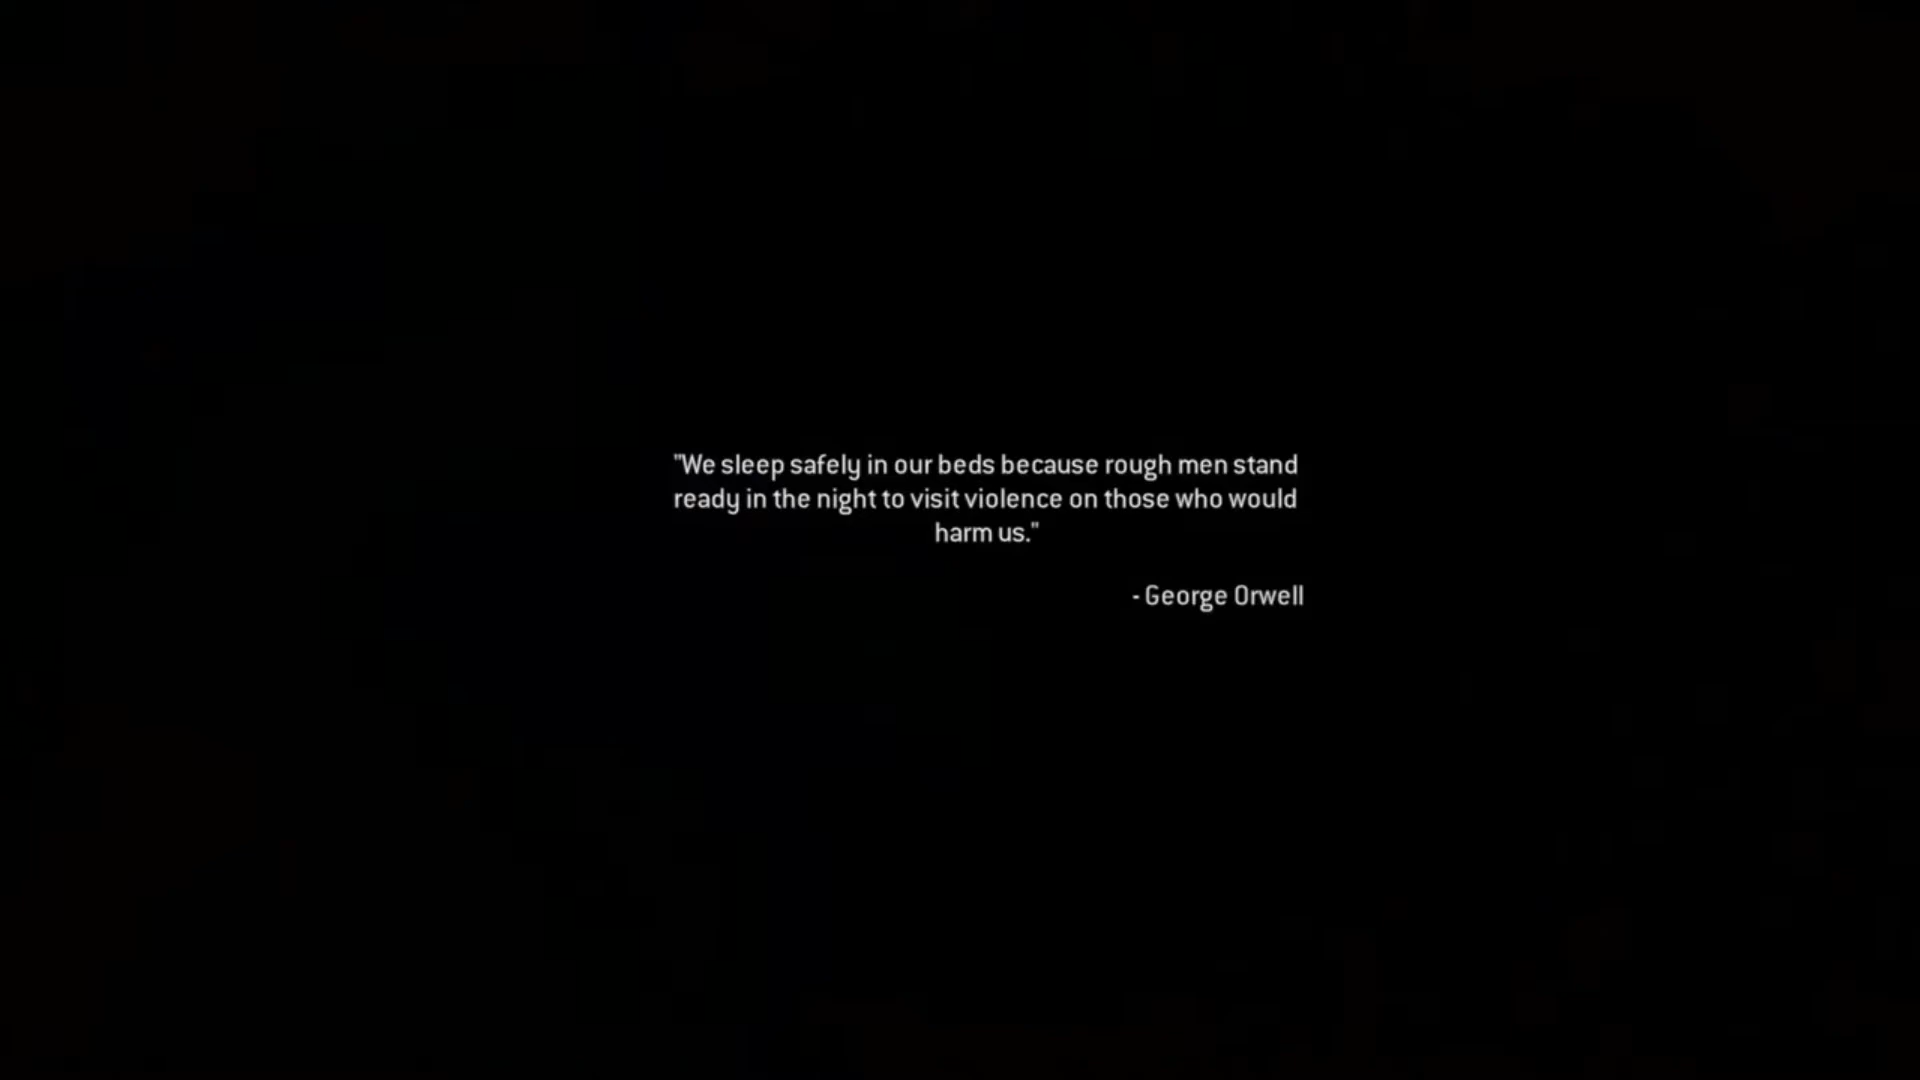 "We sleep safely in our beds because rough men stand
ready in the night to visit violence on those who would
harm us."
- George Orwell